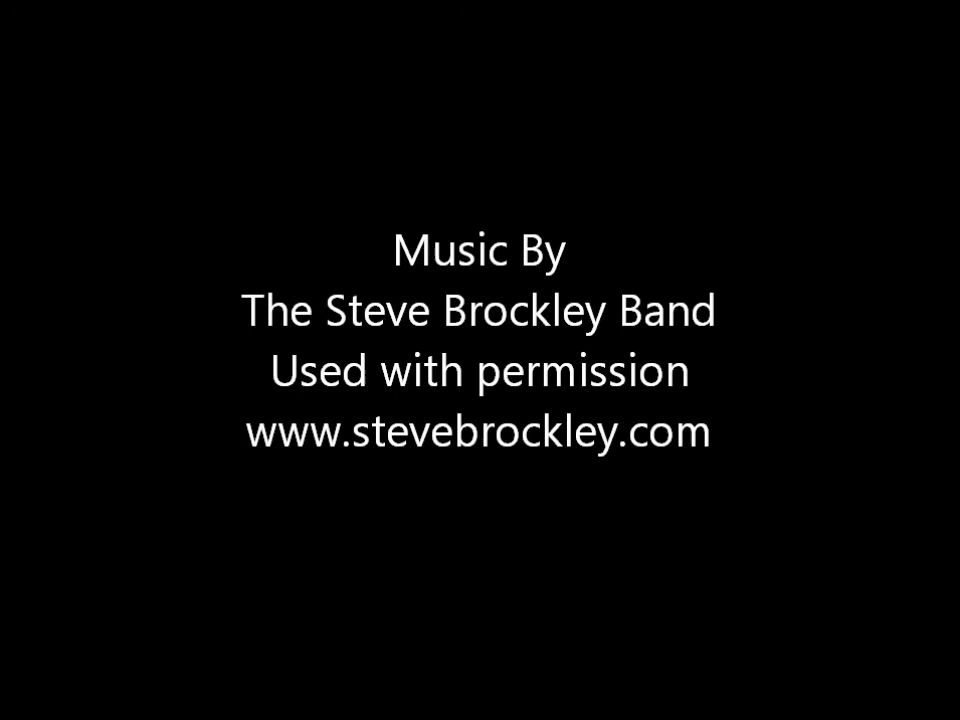 Music By
The Steve Brockley Band
Used with permission
www.stevebrockley.com